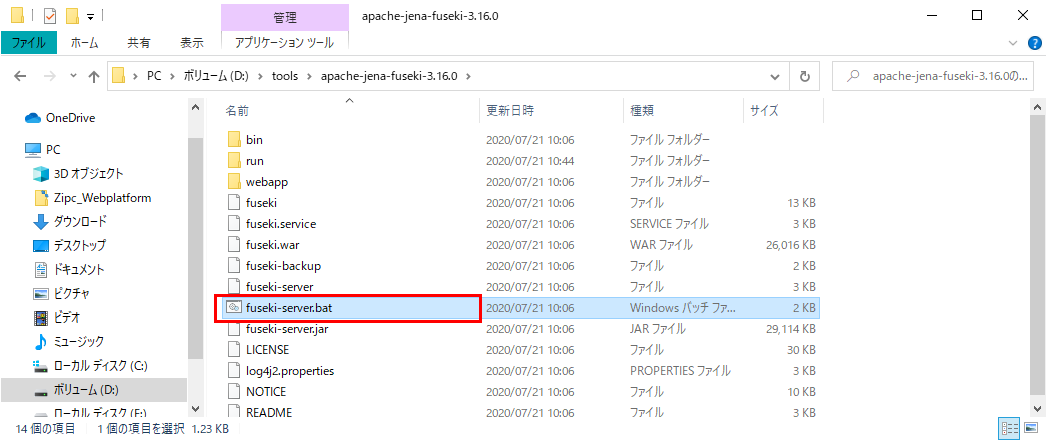 管理
apache-jena-fuseki-3.16.0
ファイル ホーム 共有 表示 アプリケーション ツール
PC ボリューム (D:) tools apache-jena-fuseki-3.16.0
apache-jena-fuseki-3.16.0の...
OneDrive
PC
3D オブジェクト
Zipc_Webplatform
ダウンロード
デスクトップ
ドキュメント
ピクチャ
ビデオ
ミュージック
ローカル ディスク (C:)
ボリューム (D:)
ローカル ディスク (E:)
名前 更新日時 種類 サイズ
bin 2020/07/21 10:06 ファイル フォルダー
run 2020/07/21 10:44 ファイル フォルダー
webapp 2020/07/21 10:06 ファイル フォルダー
fuseki 2020/07/21 10:06 ファイル 13 KB
fuseki.service 2020/07/21 10:06 SERVICE ファイル 3 KB
fuseki.war 2020/07/21 10:06 WAR ファイル 26,016 KB
fuseki-backup 2020/07/21 10:06 ファイル 2 KB
fuseki-server 2020/07/21 10:06 ファイル 3 KB
fuseki-server.bat 2020/07/21 10:06 Windows バッチ ファ... 2 KB
fuseki-server.jar 2020/07/21 10:06 JAR ファイル 29,114 KB
LICENSE 2020/07/21 10:06 ファイル 30 KB
log4j2.properties 2020/07/21 10:06 PROPERTIES ファイル 3 KB
NOTICE 2020/07/21 10:06 ファイル 10 KB
README 2020/07/21 10:06 ファイル 3 KB
14 個の項目 1 個の項目を選択 1.23 KB